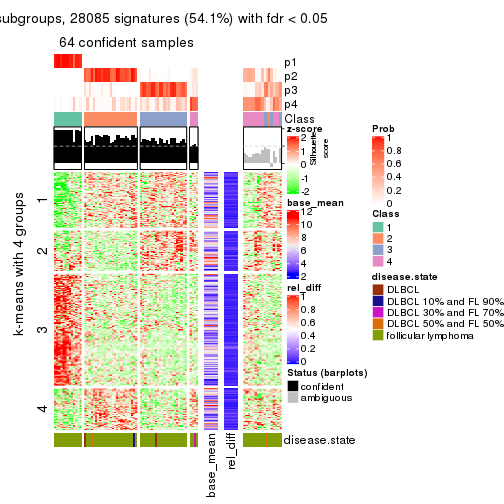 subgroups, 28085 signatures (54.1%) with fdr < 0.05
64 confident samples
p1
p2
p3
p4
Class
k-means with 4 groups
1
2
3
4
Silhouette
score
z-score
2
1
0
-1
-2
base_mean
12
10
8
6
4
2
rel_diff
1
0.8
0.6
0.4
0.2
0
Status (barplots)
confident
ambiguous
Prob
1
0.8
0.6
0.4
0.2
0
Class
1
2
3
4
disease.state
DLBCL
DLBCL 10% and FL 90%
DLBCL 30% and FL 70%
DLBCL 50% and FL 50%
follicular lymphoma
disease.state
base_mean
rel_diff